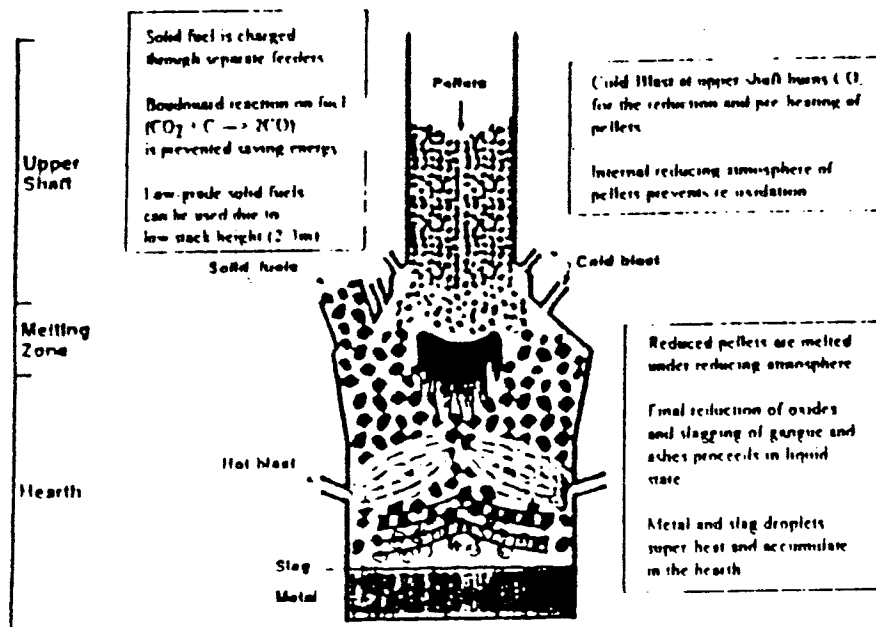 Solid fuel is charged
through separate feeders
Boudouard reaction on fuel
(CO2 + C —> 2CO)
is prevented saving energy
Low-grade solid fuels
can be used due to
low stack height (2-3m)
Pellets
Cold Blast at upper shaft burns CO,
for the reduction and pre-heating of
pellets
Internal reducing atmosphere of
pellets prevents re-oxidation
Upper
Shaft
Solid fuels
Cold blast
Melting
Zone
Reduced pellets are melted
under reducing atmosphere
Final reduction of oxides
and slagging of gangue and
ashes proceeds in liquid
state
Hot blast
Hearth
Metal and slag droplets
super heat and accumulate
in the hearth
Slag
Metal